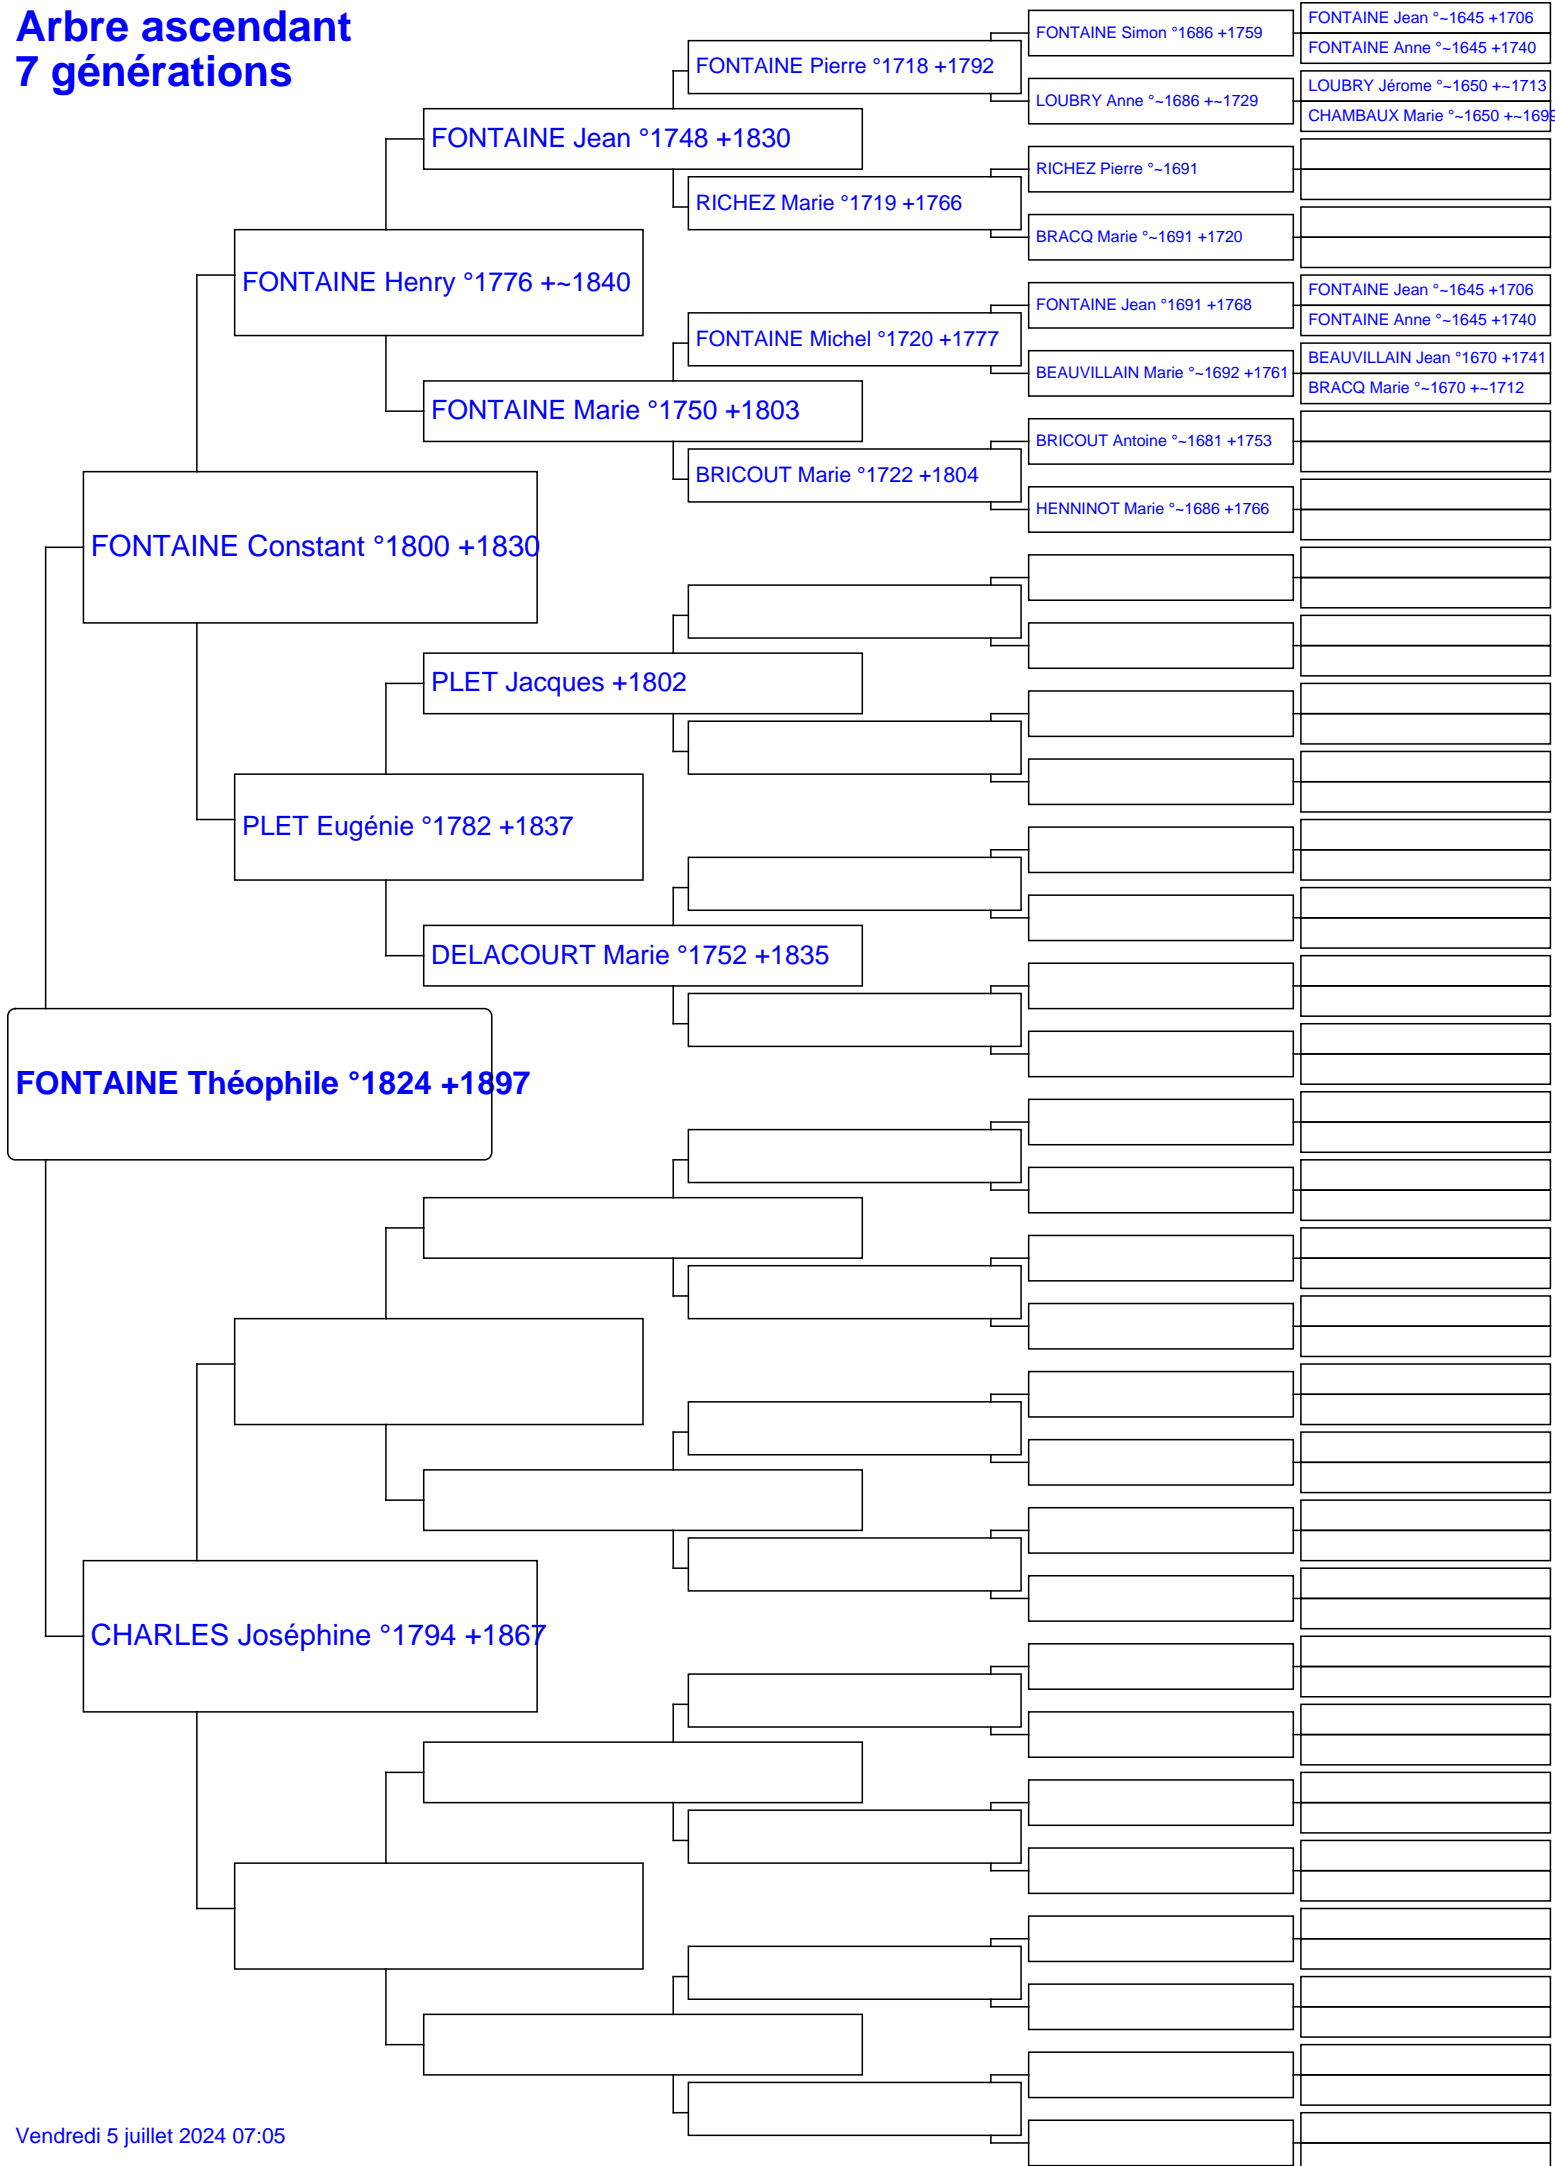 Arbre ascendant
7 générations
FONTAINE Jean °~1645 +1706
FONTAINE Simon °1686 +1759
FONTAINE Anne °~1645 +1740
FONTAINE Pierre °1718 +1792
LOUBRY Jérome °~1650 +~1713
LOUBRY Anne °~1686 +~1729
CHAMBAUX Marie °~1650 +~1699
FONTAINE Jean °1748 +1830
RICHEZ Pierre °~1691
RICHEZ Marie °1719 +1766
BRACQ Marie °~1691 +1720
FONTAINE Henry °1776 +~1840
FONTAINE Jean °~1645 +1706
FONTAINE Jean °1691 +1768
FONTAINE Anne °~1645 +1740
FONTAINE Michel °1720 +1777
BEAUVILLAIN Jean °1670 +1741
BEAUVILLAIN Marie °~1692 +1761
BRACQ Marie °~1670 +~1712
FONTAINE Marie °1750 +1803
BRICOUT Antoine °~1681 +1753
BRICOUT Marie °1722 +1804
HENNINOT Marie °~1686 +1766
FONTAINE Constant °1800 +1830
PLET Jacques +1802
PLET Eugénie °1782 +1837
DELACOURT Marie °1752 +1835
FONTAINE Théophile °1824 +1897
CHARLES Joséphine °1794 +1867
Vendredi 5 juillet 2024 07:05